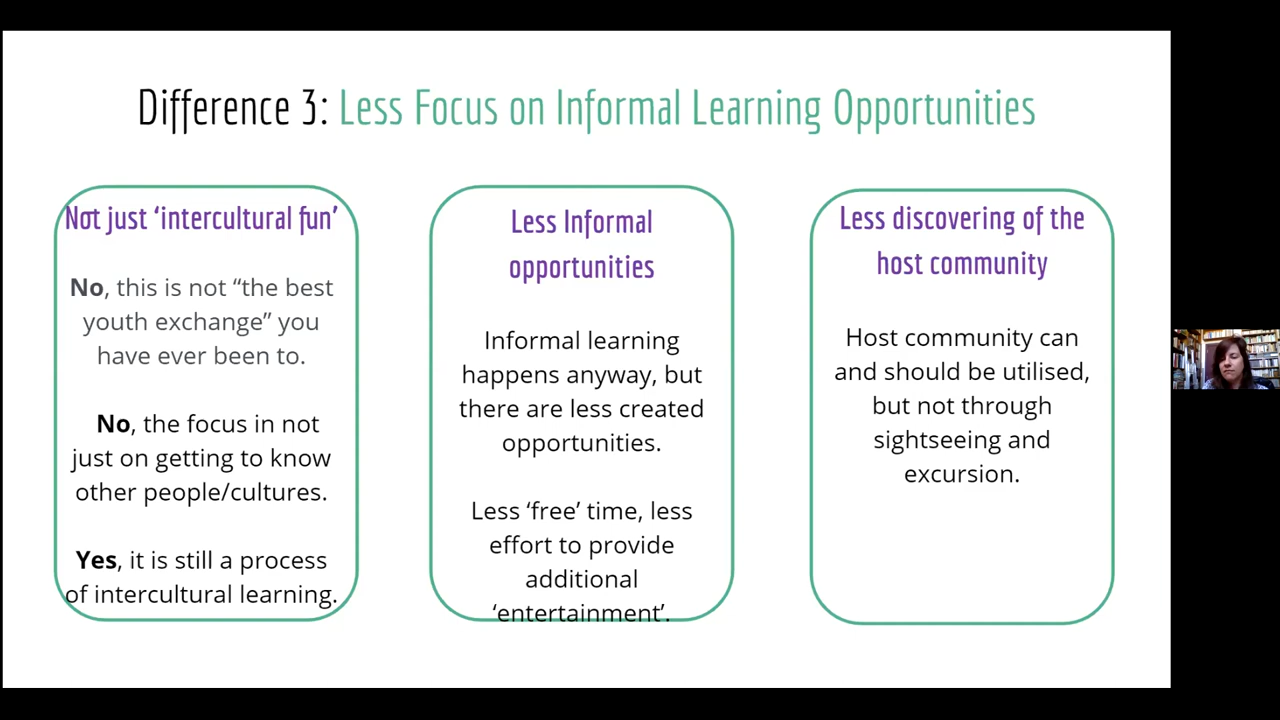 Difference 3: Less Focus on Informal Learning Opportunities
Not just ‘intercultural fun’
No, this is not “the best
youth exchange” you
have ever been to.
No, the focus in not
just on getting to know
other people/cultures.
Yes, it is still a process
of intercultural learning.
Less Informal
opportunities
Informal learning
happens anyway, but
there are less created
opportunities.
Less ‘free’ time, less
effort to provide
additional
‘entertainment’.
Less discovering of the
host community
Host community can
and should be utilised,
but not through
sightseeing and
excursion.